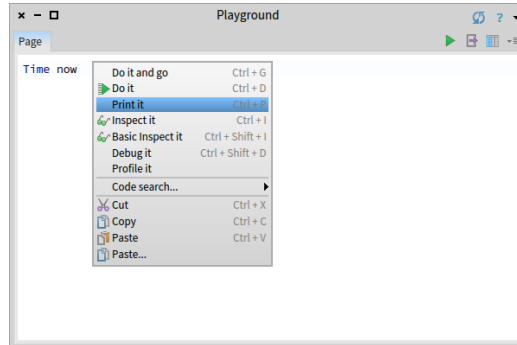 Playground
?
Page
Time now
Do it and go Ctrl + G
Do it Ctrl + D
Print it Ctrl + P
Inspect it Ctrl + I
Basic Inspect it Ctrl + Shift + I
Debug it Ctrl + Shift + D
Profile it
Code search...
Cut Ctrl + X
Copy Ctrl + C
Paste Ctrl + V
Paste...